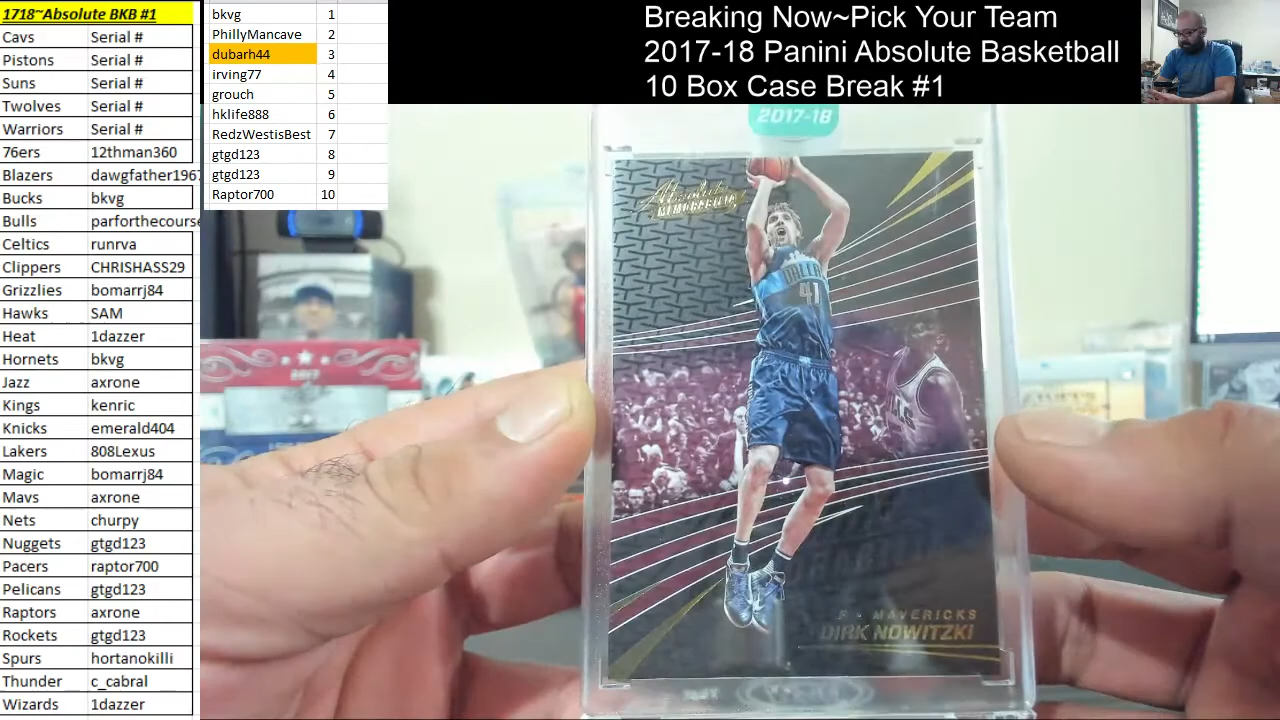 1718~Absolute BKB #1
Cavs Serial #
Pistons Serial #
Suns Serial #
Twolves Serial #
Warriors Serial #
76ers 12thman360
Blazers dawgfather1967
Bucks bkvg
Bulls parforthecourse
Celtics runrva
Clippers CHRISHASS29
Grizzlies bomarrj84
Hawks SAM
Heat 1dazzer
Hornets bkvg
Jazz axrone
Kings kenric
Knicks emerald404
Lakers 808Lexus
Magic bomarrj84
Mavs axrone
Nets churpy
Nuggets gtgd123
Pacers raptor700
Pelicans gtgd123
Raptors axrone
Rockets gtgd123
Spurs hortanokilli
Thunder c_cabral
Wizards 1dazzer
bkvg 1
PhillyMancave 2
dubarh44 3
irving77 4
grouch 5
hklife888 6
RedzWestisBest 7
gtgd123 8
gtgd123 9
Raptor700 10
Breaking Now~Pick Your Team
2017-18 Panini Absolute Basketball
10 Box Case Break #1
2017-18
Absolute
MEMORABILIA
DALLAS
41
F - MAVERICKS
DIRK NOWITZKI
2017